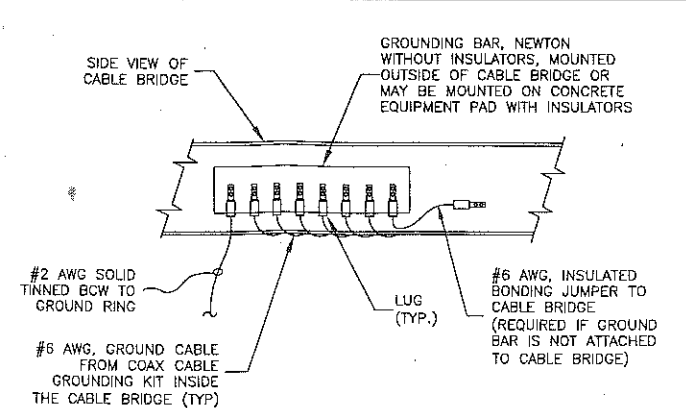 SIDE VIEW OF
CABLE BRIDGE
GROUNDING BAR, NEWTON
WITHOUT INSULATORS, MOUNTED
OUTSIDE OF CABLE BRIDGE OR
MAY BE MOUNTED ON CONCRETE
EQUIPMENT PAD WITH INSULATORS
#2 AWG SOLID
TINNED BCW TO
GROUND RING
#6 AWG, GROUND CABLE
FROM COAX CABLE
GROUNDING KIT INSIDE
THE CABLE BRIDGE (TYP)
LUG
(TYP.)
#6 AWG, INSULATED
BONDING JUMPER TO
CABLE BRIDGE
(REQUIRED IF GROUND
BAR IS NOT ATTACHED
TO CABLE BRIDGE)